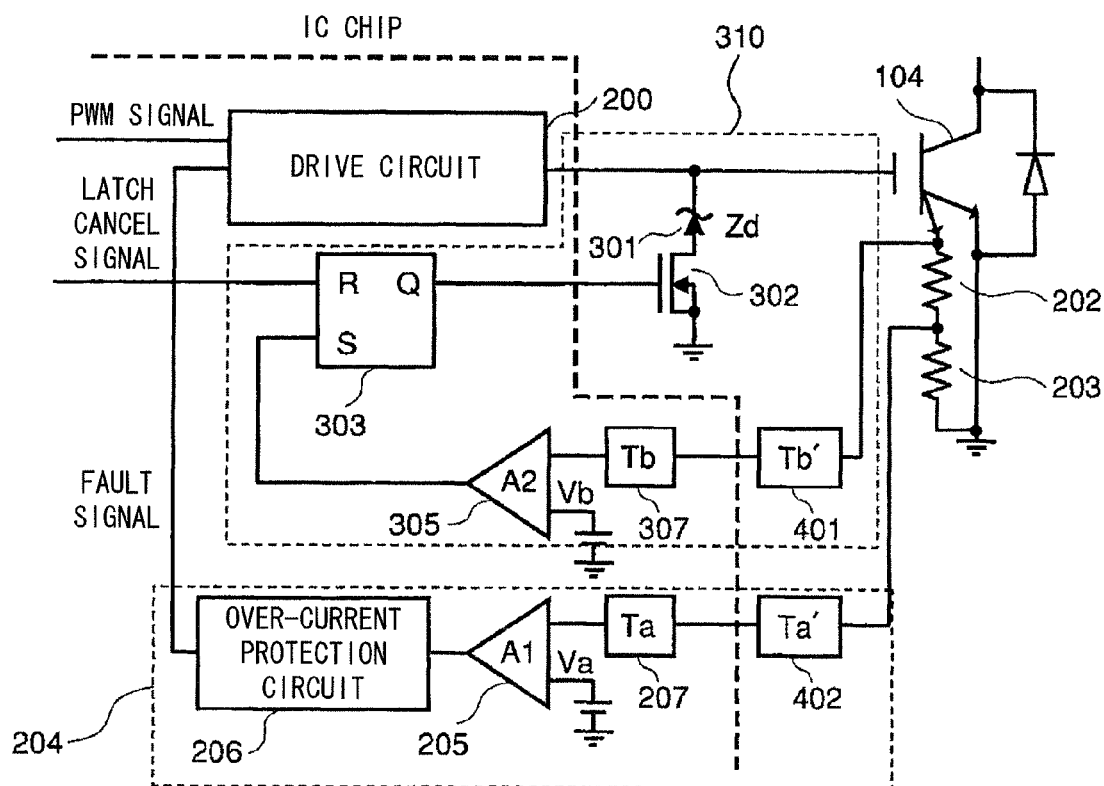 IC CHIP
310
104
200
PWM SIGNAL
DRIVE CIRCUIT
LATCH
CANCEL
SIGNAL
301
Zd
302
R Q
S
303
202
203
FAULT
SIGNAL
A2
305
Vb
Tb
307
Tb′
401
OVER-CURRENT
PROTECTION
CIRCUIT
206
A1
205
Va
Ta
207
Ta′
402
204